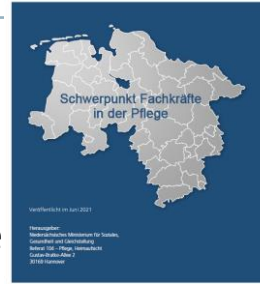 Schwerpunkt Fachkräfte
in der Pflege
Veröffentlicht im Juni 2021
Herausgeber:
Niedersächsisches Ministerium für Soziales,
Gesundheit und Gleichstellung
Referat 104 – Pflege, Heimaufsicht
Gustav-Bratke-Allee 2
30169 Hannover